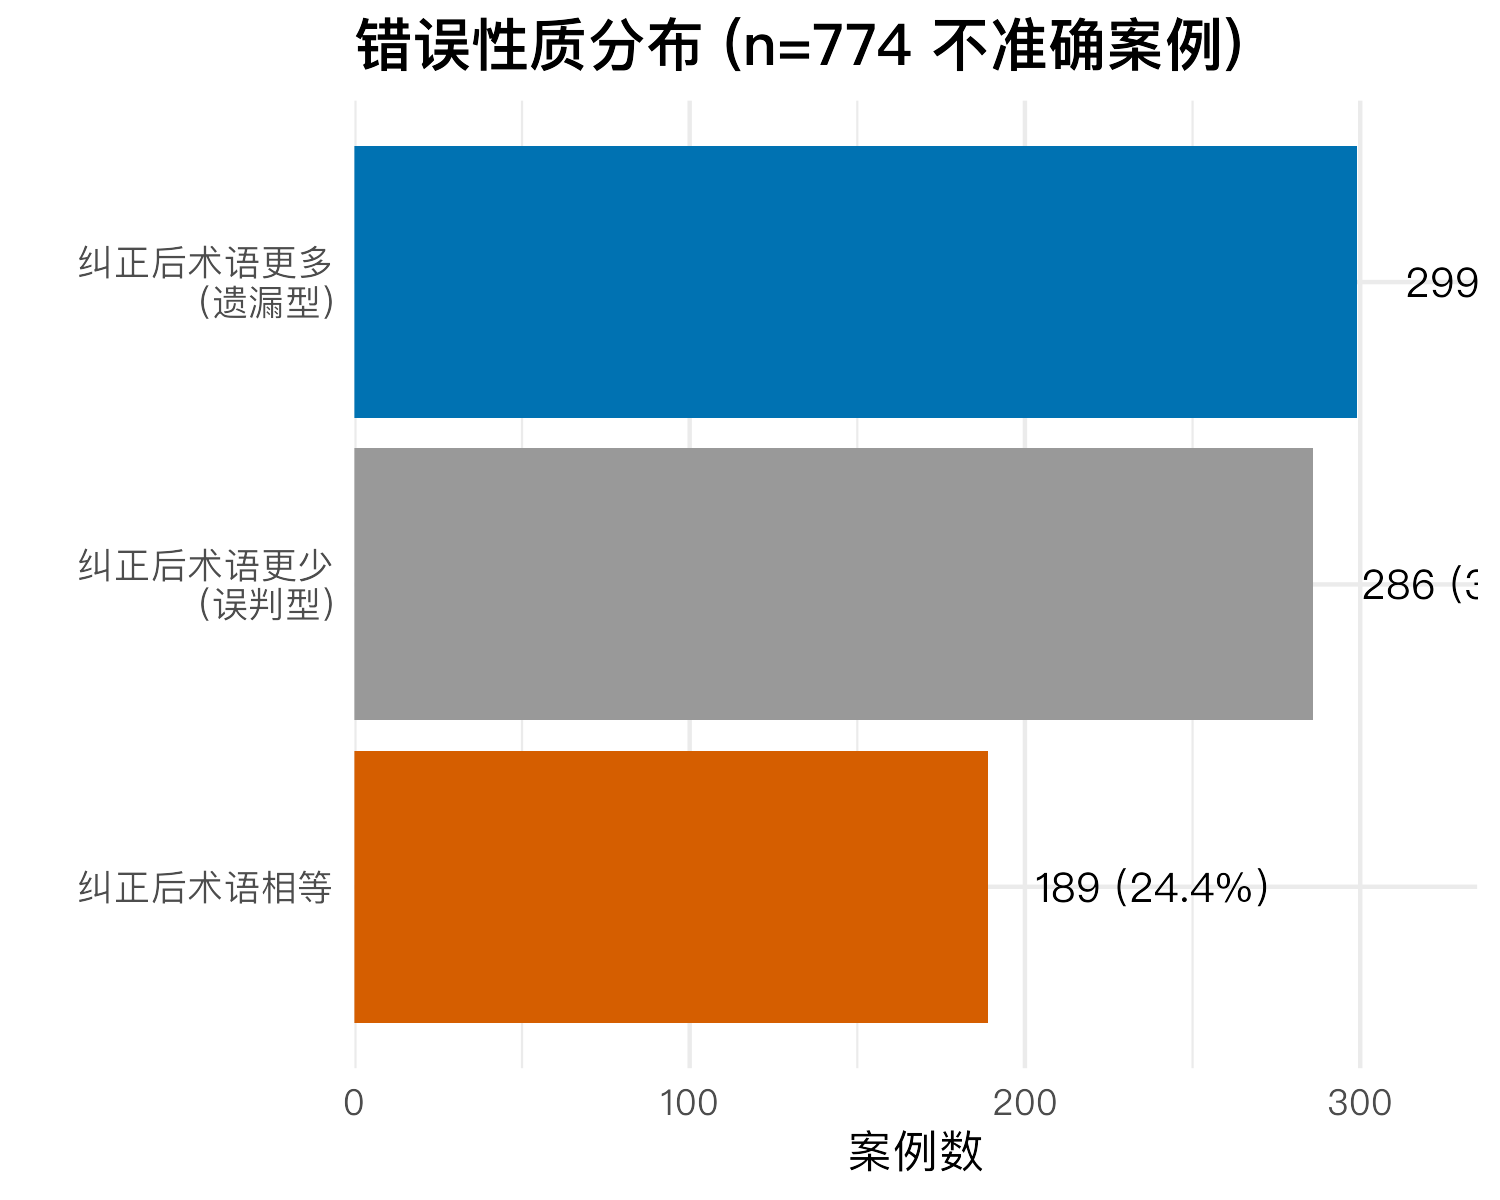 错误性质分布 (n=774 不准确案例)
纠正后术语更多
(遗漏型)
299
纠正后术语更少
(误判型)
286 (3
纠正后术语相等
189 (24.4%)
0 100 200 300
案例数